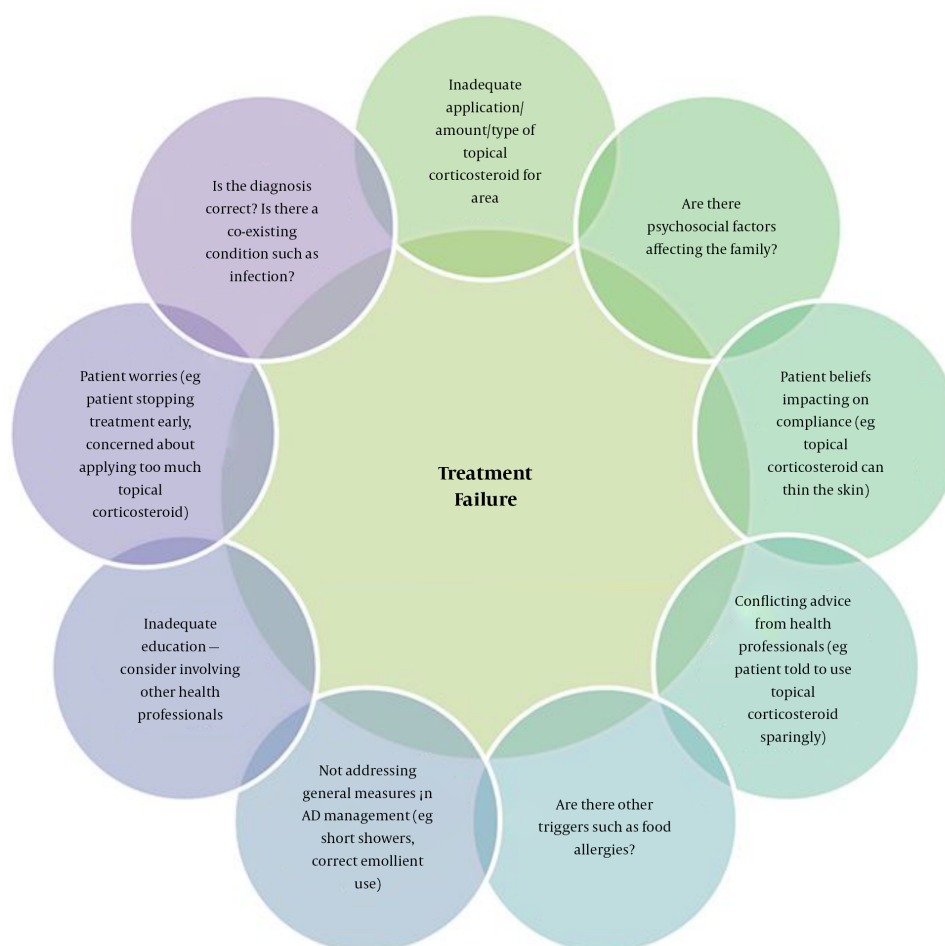 Inadequate
application/
amount/type of
topical
corticosteroid for
area
Are there
psychosocial factors
affecting the family?
Patient beliefs
impacting on
compliance (eg
topical
corticosteroid can
thin the skin)
Conflicting advice
from health
professionals (eg
patient told to use
topical
corticosteroid
sparingly)
Are there other
triggers such as food
allergies?
Not addressing
general measures ¡n
AD management (eg
short showers,
correct emollient
use)
Inadequate
education —
consider involving
other health
professionals
Patient worries (eg
patient stopping
treatment early,
concerned about
applying too much
topical
corticosteroid)
Is the diagnosis
correct? Is there a
co-existing
condition such as
infection?
Treatment
Failure